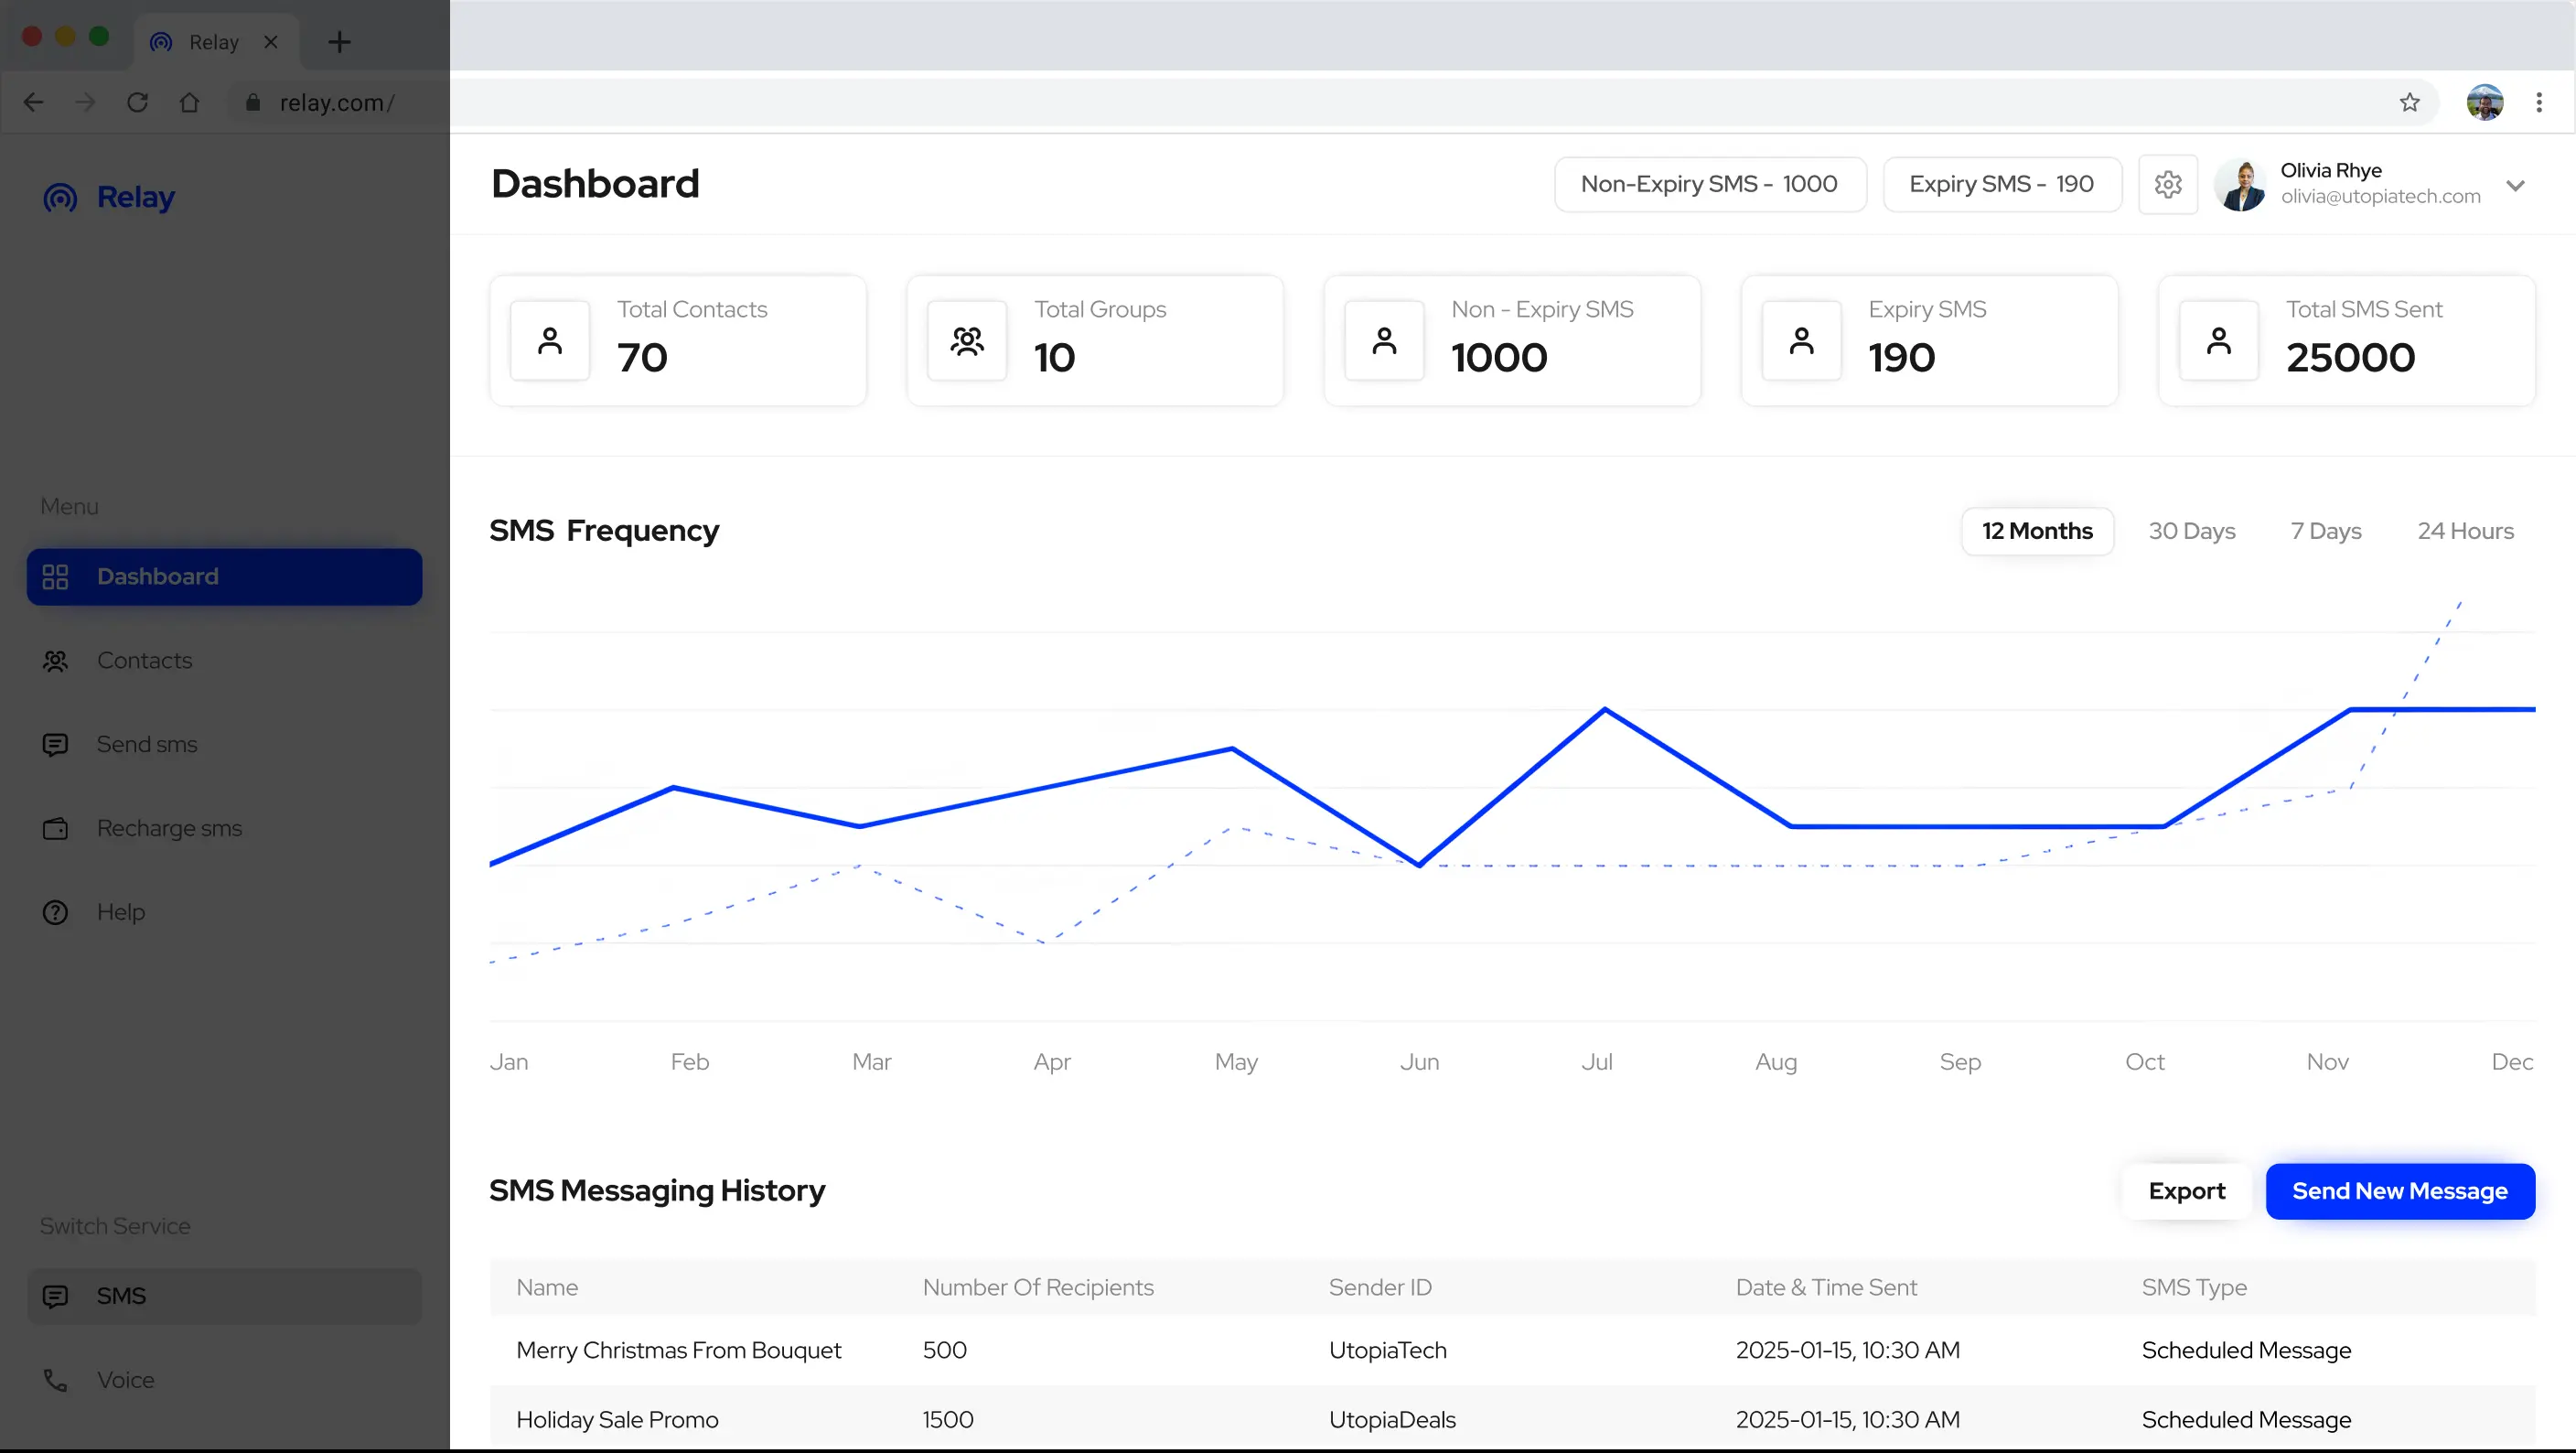 Relay
relay.com/
Relay
Dashboard
Non-Expiry SMS - 1000
Expiry SMS - 190
Olivia Rhye
olivia@utopiatech.com
Total Contacts
70
Total Groups
10
Non - Expiry SMS
1000
Expiry SMS
190
Total SMS Sent
25000
Menu
Dashboard
Contacts
Send sms
Recharge sms
Help
SMS Frequency
12 Months
30 Days
7 Days
24 Hours
Jan Feb Mar Apr May Jun Jul Aug Sep Oct Nov Dec
Switch Service
SMS
Voice
SMS Messaging History
Export
Send New Message
Name Number Of Recipients Sender ID Date & Time Sent SMS Type
Merry Christmas From Bouquet 500 UtopiaTech 2025-01-15, 10:30 AM Scheduled Message
Holiday Sale Promo 1500 UtopiaDeals 2025-01-15, 10:30 AM Scheduled Message